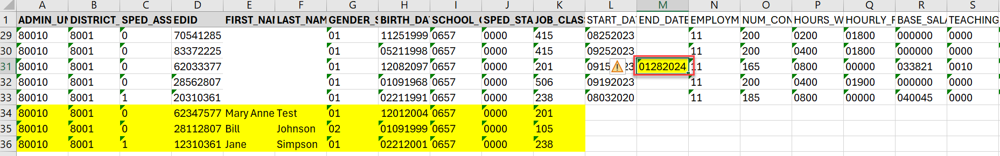 A B C D E F G H I J K L M N O P Q R S
1 ADMIN_UN DISTRICT_ SPED_ASS EDID FIRST_NAI LAST_NAM GENDER_S BIRTH_DA SCHOOL_C SPED_STA JOB_CLASS START_DA END_DATE EMPLOYM NUM_CON HOURS_W HOURLY_F BASE_SALA TEACHING
29 80010 8001 0 70541285 01 11251999 0657 0000 415 08252023 11 200 0200 01800 000000 0000
30 80010 8001 0 83372225 01 05211998 0657 0000 415 09252023 11 200 0400 01800 000000 0000
31 80010 8001 0 62033377 01 12082097 0657 0000 201 0915 23 01282024 11 165 0800 00000 033821 0010
32 80010 8001 0 28562807 01 01091968 0657 0000 506 09192023 11 200 0400 01900 000000 0000
33 80010 8001 1 20310361 01 02211991 0657 0000 238 08032020 11 185 0800 00000 040045 0000
34 80010 8001 0 62347577 Mary Anne Test 01 12012004 0657 0000 201
35 80010 8001 0 28112807 Bill Johnson 02 01091999 0657 0000 105
36 80010 8001 1 12310361 Jane Simpson 01 02212001 0657 0000 238